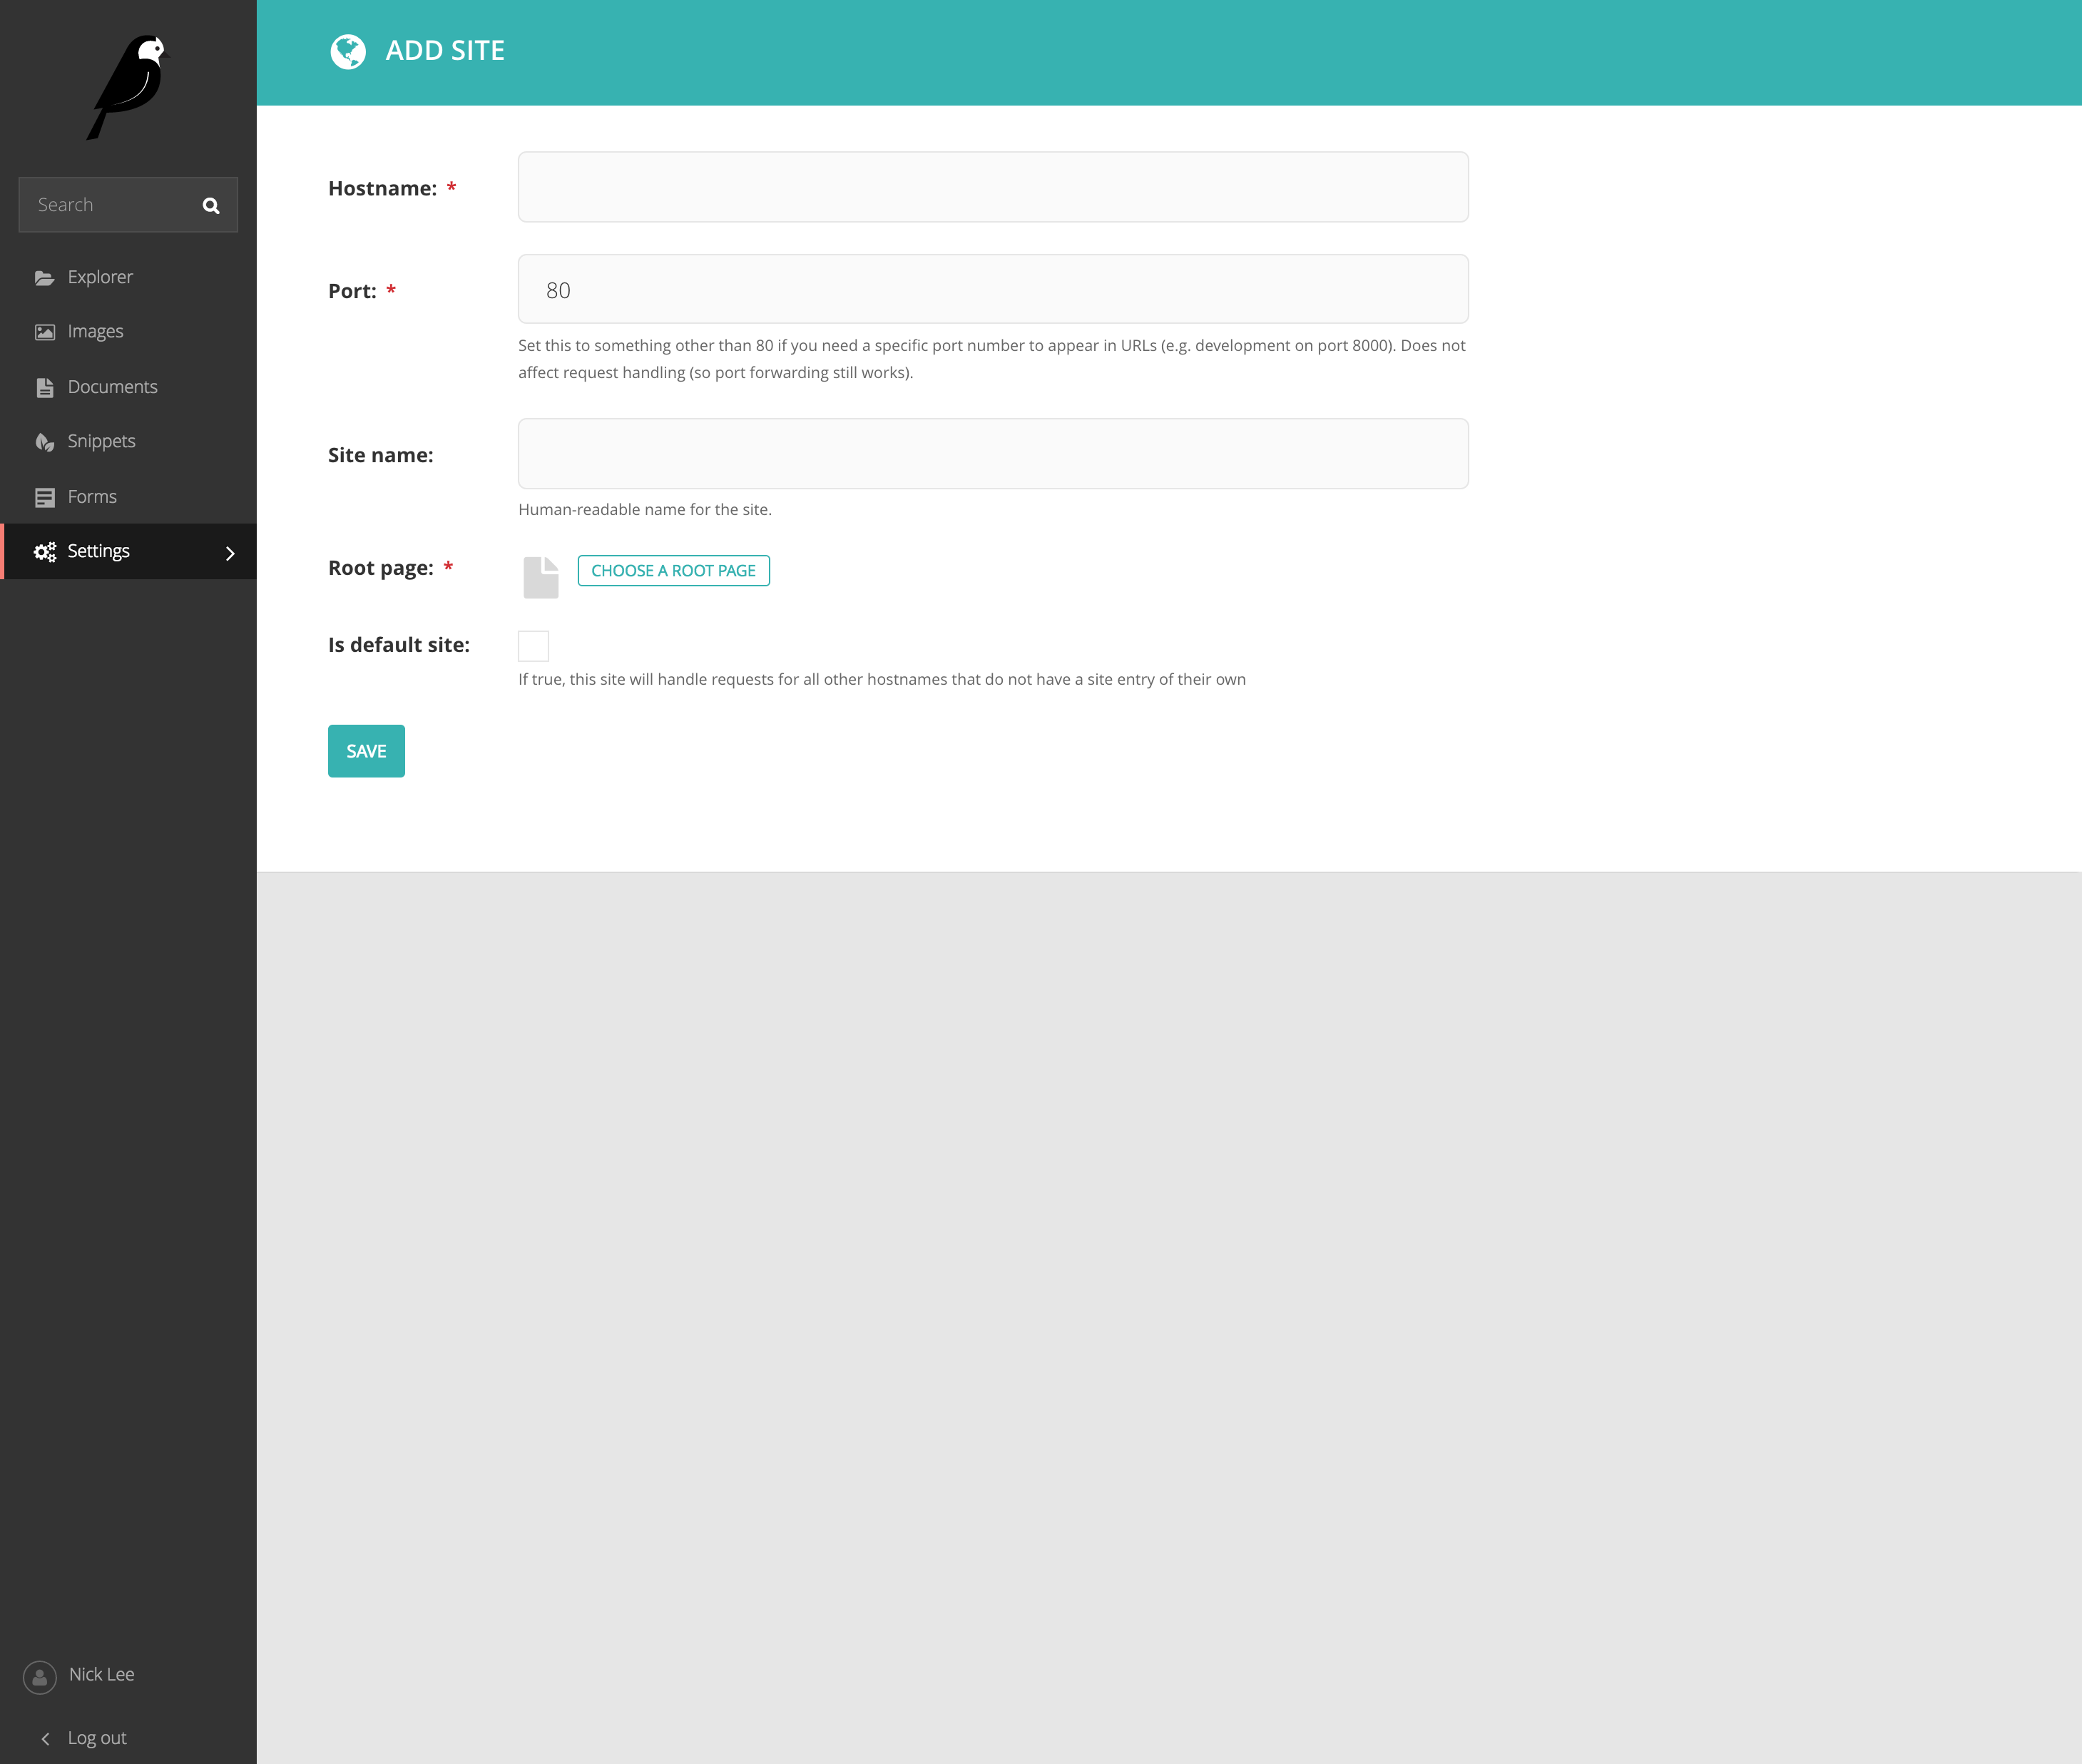 Search
Explorer
Images
Documents
Snippets
Forms
Settings
Nick Lee
Log out
ADD SITE
Hostname: *
Port: *
80
Set this to something other than 80 if you need a specific port number to appear in URLs (e.g. development on port 8000). Does not
affect request handling (so port forwarding still works).
Site name:
Human-readable name for the site.
Root page: *
CHOOSE A ROOT PAGE
Is default site:
If true, this site will handle requests for all other hostnames that do not have a site entry of their own
SAVE